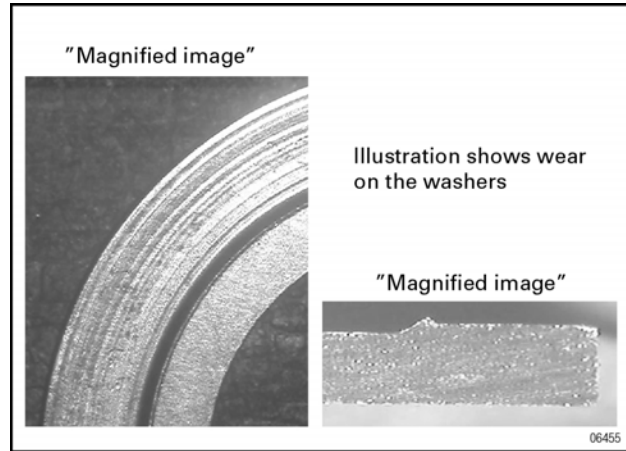 "Magnified image"
Illustration shows wear
on the washers
"Magnified image"
06455